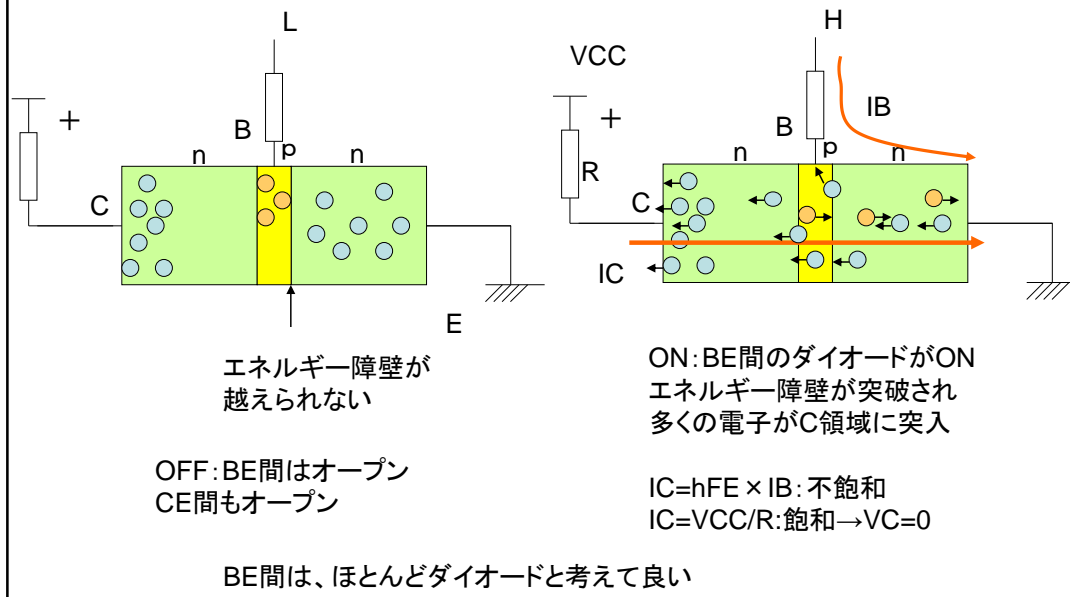 L
+
B
n
p
n
C
E
エネルギー障壁が
越えられない
OFF:BE間はオープン
CE間もオープン
H
VCC
IB
+
B
n
p
n
R
C
IC
ON:BE間のダイオードがON
エネルギー障壁が突破され
多くの電子がC領域に突入
IC=hFE×IB:不飽和
IC=VCC/R:飽和→VC=0
BE間は、ほとんどダイオードと考えて良い